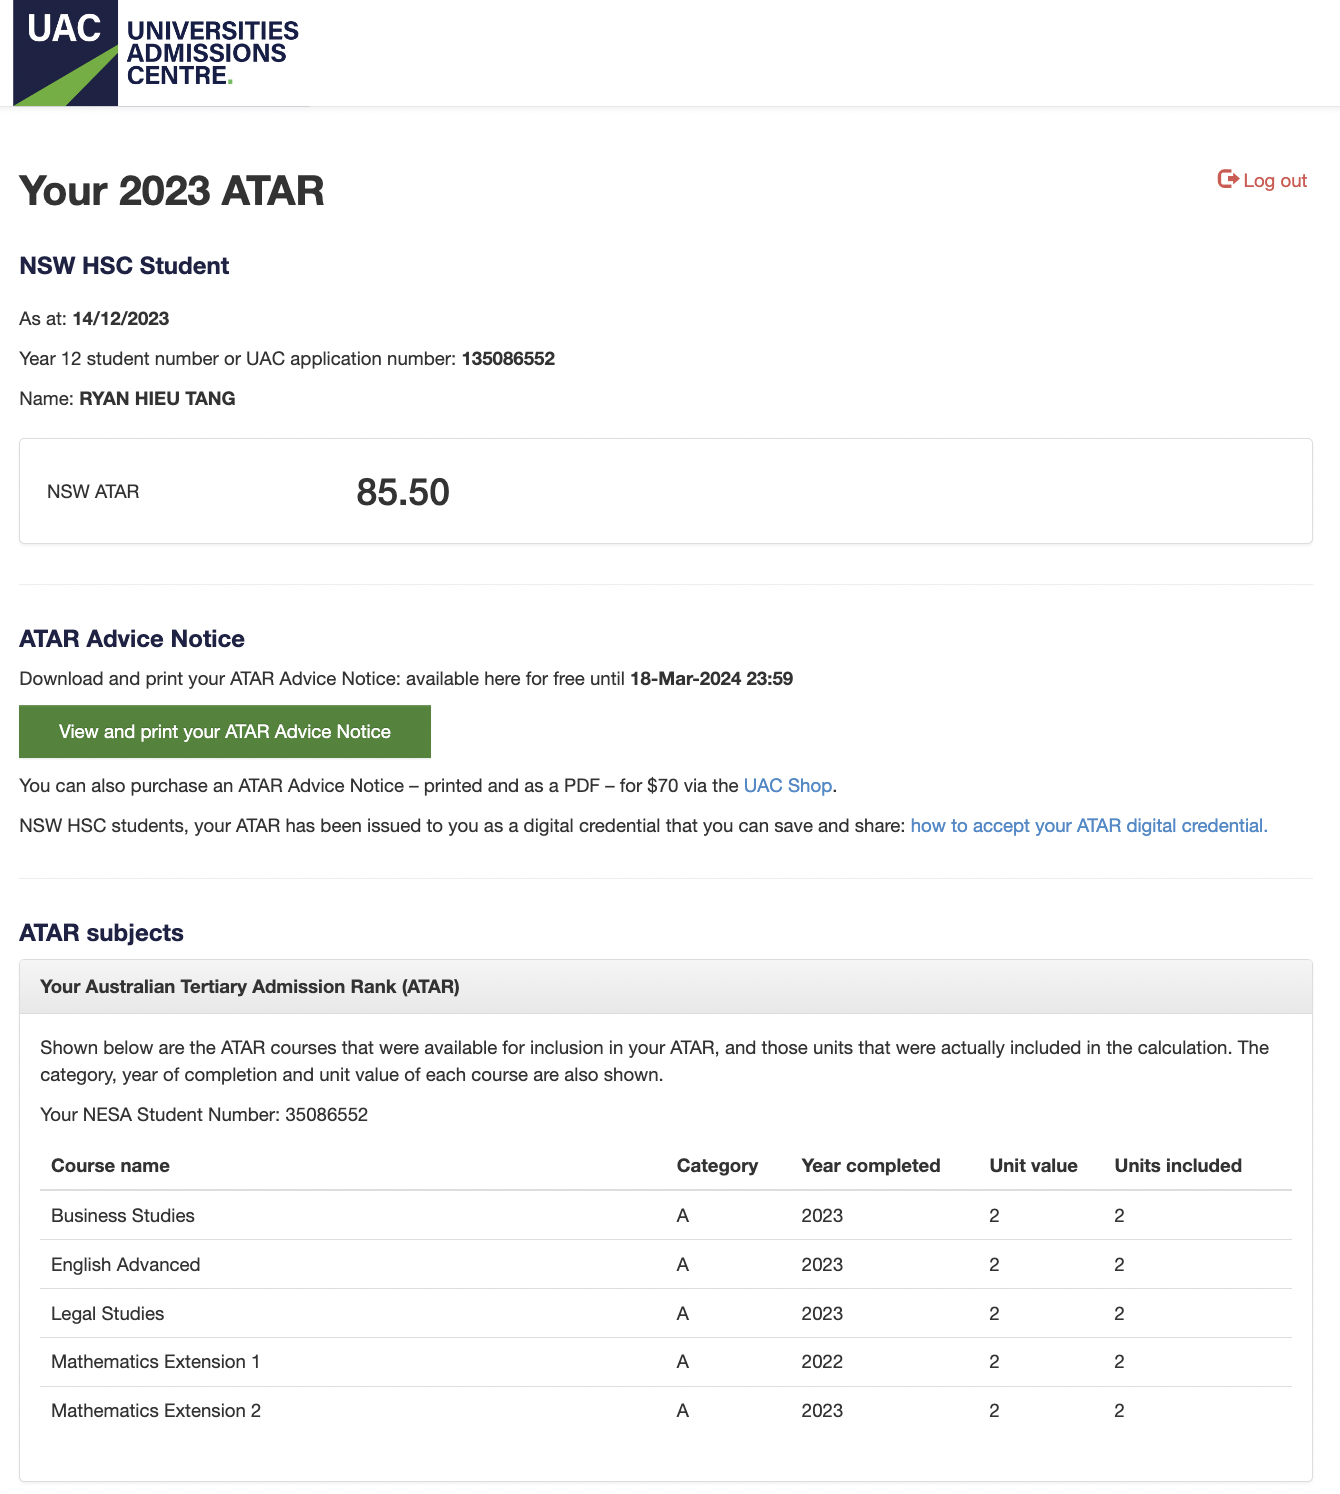 UAC
UNIVERSITIES
ADMISSIONS
CENTRE.
Your 2023 ATAR
Log out
NSW HSC Student
As at: 14/12/2023
Year 12 student number or UAC application number: 135086552
Name: RYAN HIEU TANG
NSW ATAR 85.50
ATAR Advice Notice
Download and print your ATAR Advice Notice: available here for free until 18-Mar-2024 23:59
View and print your ATAR Advice Notice
You can also purchase an ATAR Advice Notice – printed and as a PDF – for $70 via the UAC Shop.
NSW HSC students, your ATAR has been issued to you as a digital credential that you can save and share: how to accept your ATAR digital credential.
ATAR subjects
Your Australian Tertiary Admission Rank (ATAR)
Shown below are the ATAR courses that were available for inclusion in your ATAR, and those units that were actually included in the calculation. The
category, year of completion and unit value of each course are also shown.
Your NESA Student Number: 35086552
Course name Category Year completed Unit value Units included
Business Studies A 2023 2 2
English Advanced A 2023 2 2
Legal Studies A 2023 2 2
Mathematics Extension 1 A 2022 2 2
Mathematics Extension 2 A 2023 2 2